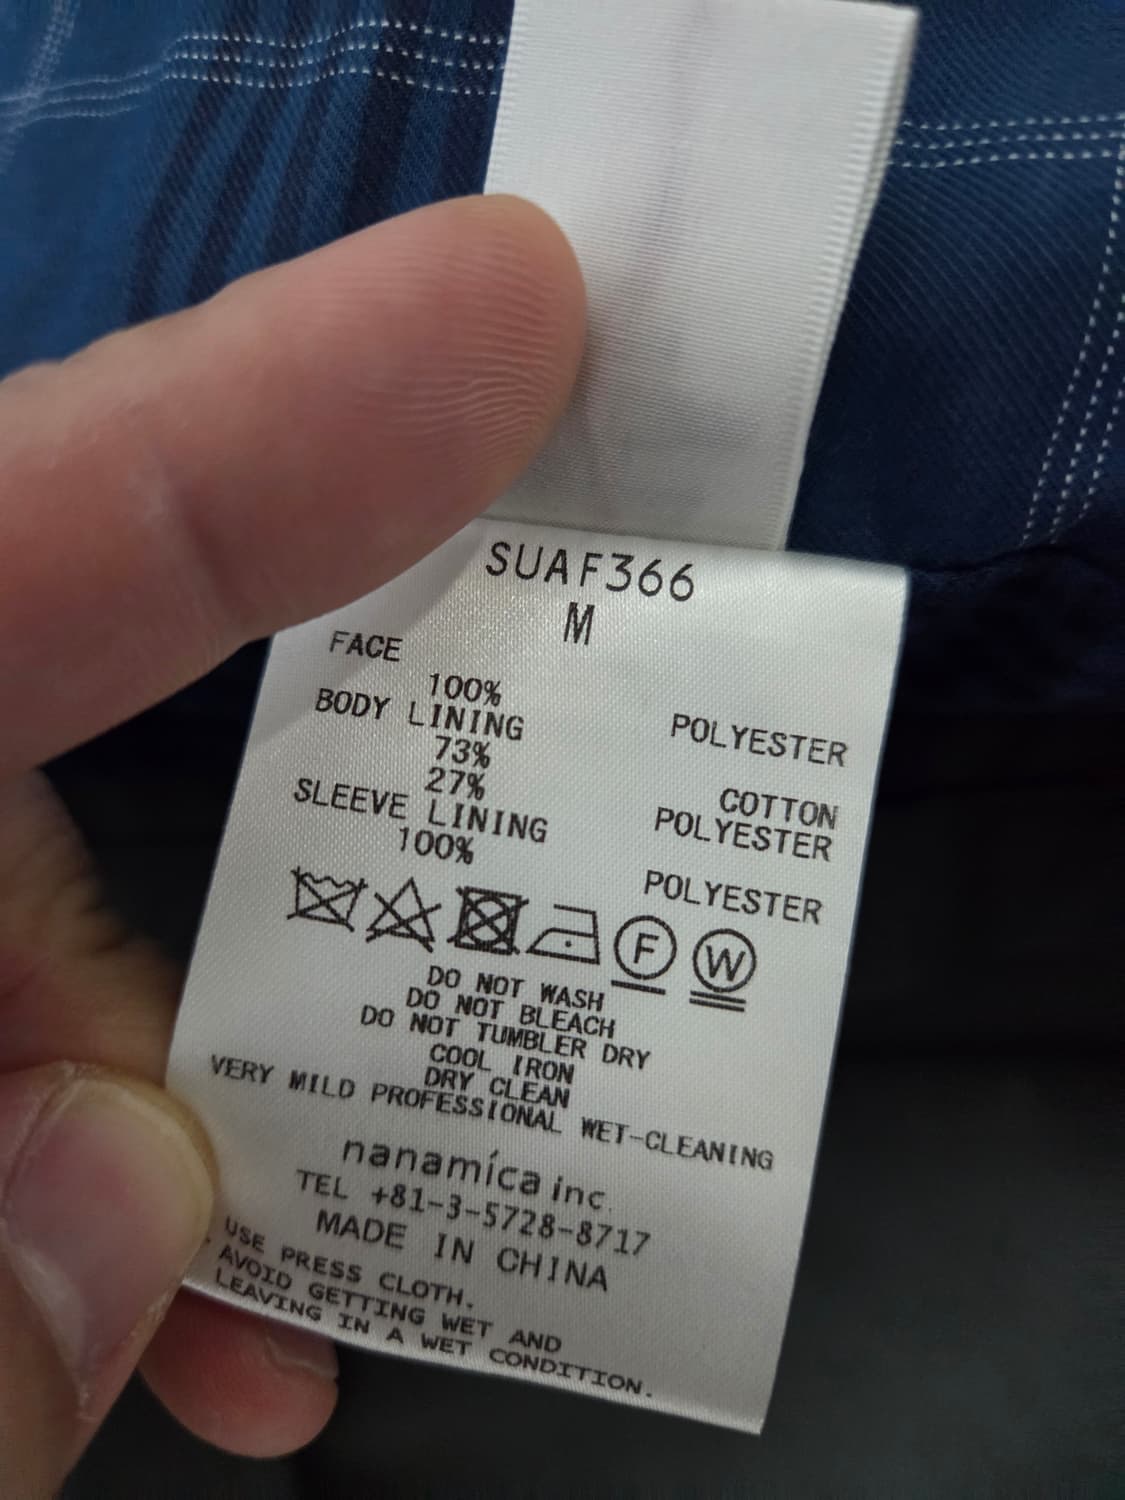 SUAF366
M
FACE
100% POLYESTER
BODY LINING
73% COTTON
27% POLYESTER
SLEEVE LINING
100% POLYESTER
F W
DO NOT WASH
DO NOT BLEACH
DO NOT TUMBLER DRY
COOL IRON
DRY CLEAN
VERY MILD PROFESSIONAL WET-CLEANING
nanamíca inc.
TEL +81-3-5728-8717
MADE IN CHINA
USE PRESS CLOTH.
AVOID GETTING WET AND
LEAVING IN A WET CONDITION.